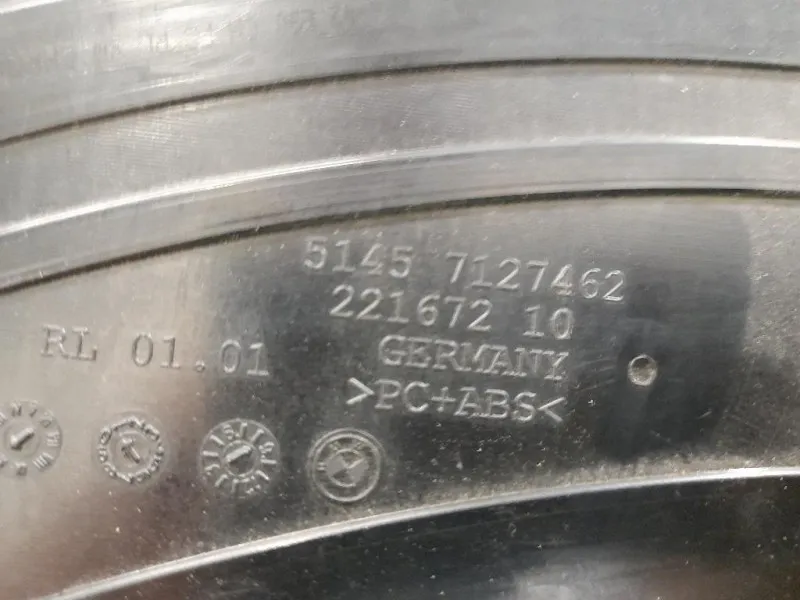 5145 7127462
221672 10
RL 01.01
GERMANY
>PC+ABS<